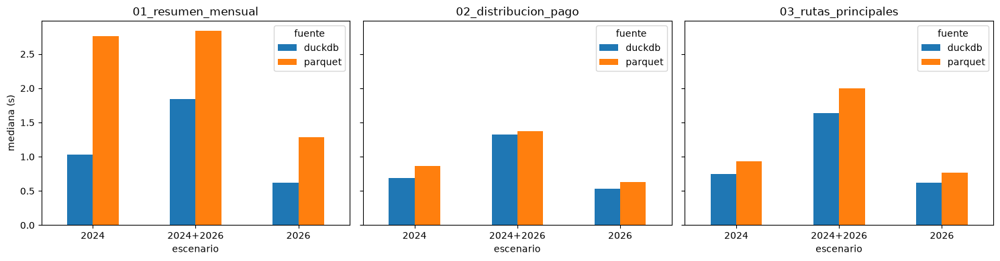 01_resumen_mensual
mediana (s)
2.5
2.0
1.5
1.0
0.5
0.0
fuente
duckdb
parquet
2024
2024+2026
2026
escenario
02_distribucion_pago
fuente
duckdb
parquet
2024
2024+2026
2026
escenario
03_rutas_principales
fuente
duckdb
parquet
2024
2024+2026
2026
escenario